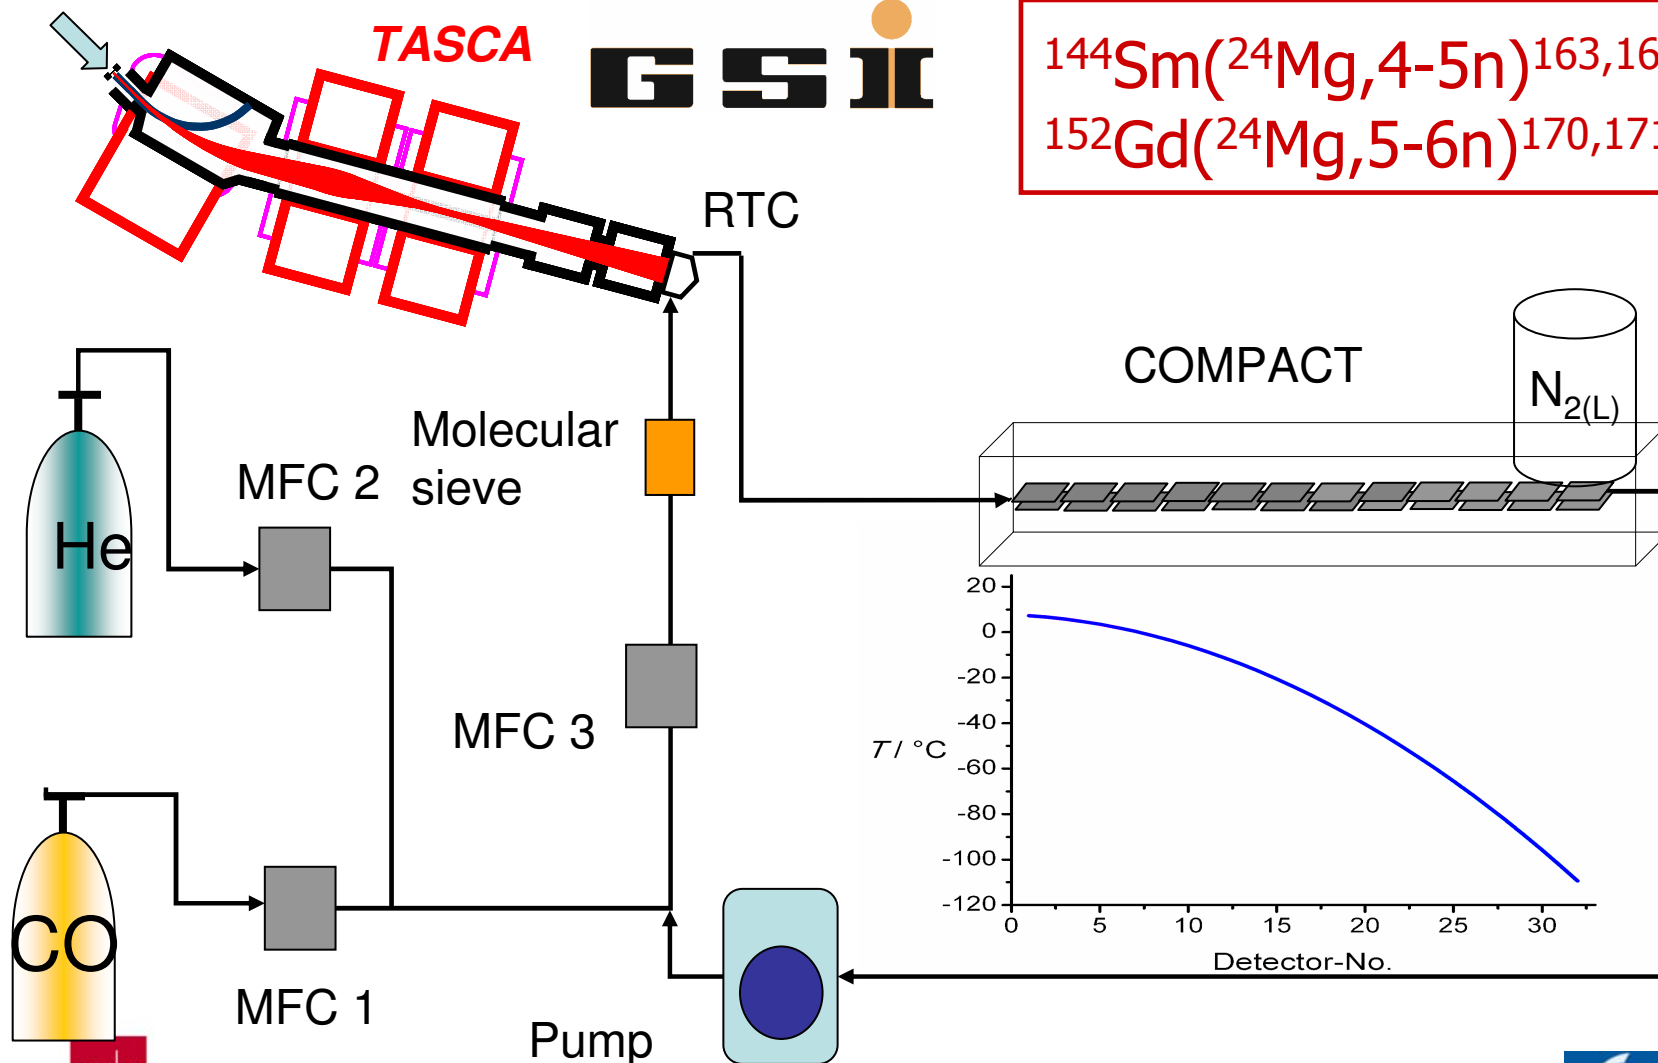 TASCA
GSI
¹⁴⁴Sm(²⁴Mg,4-5n)¹⁶³,¹⁶
¹⁵²Gd(²⁴Mg,5-6n)¹⁷⁰,¹⁷¹
RTC
COMPACT
N₂₍L₎
Molecular
sieve
MFC 2
He
MFC 3
CO
MFC 1
Pump
20
0
-20
-40
-60
-80
-100
-120
T / °C
0 5 10 15 20 25 30
Detector-No.